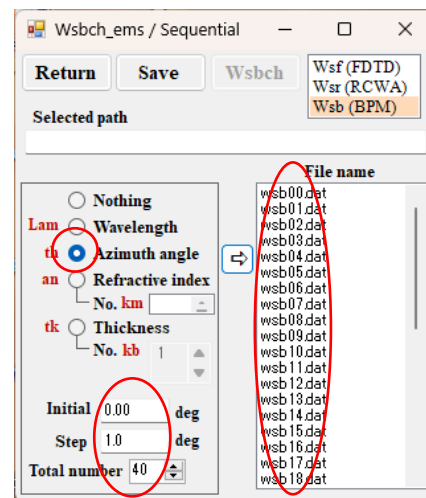 Wsbch_ems / Sequential
Return Save Wsbch
Wsf (FDTD)
Wsr (RCWA)
Wsb (BPM)
Selected path
File name
Nothing
Lam Wavelength
th Azimuth angle
an Refractive index
No. km
tk Thickness
No. kb 1
Initial 0.00 deg
Step 1.0 deg
Total number 40
wsb00.dat
wsb01.dat
wsb02.dat
wsb03.dat
wsb04.dat
wsb05.dat
wsb06.dat
wsb07.dat
wsb08.dat
wsb09.dat
wsb10.dat
wsb11.dat
wsb12.dat
wsb13.dat
wsb14.dat
wsb15.dat
wsb16.dat
wsb17.dat
wsb18.dat